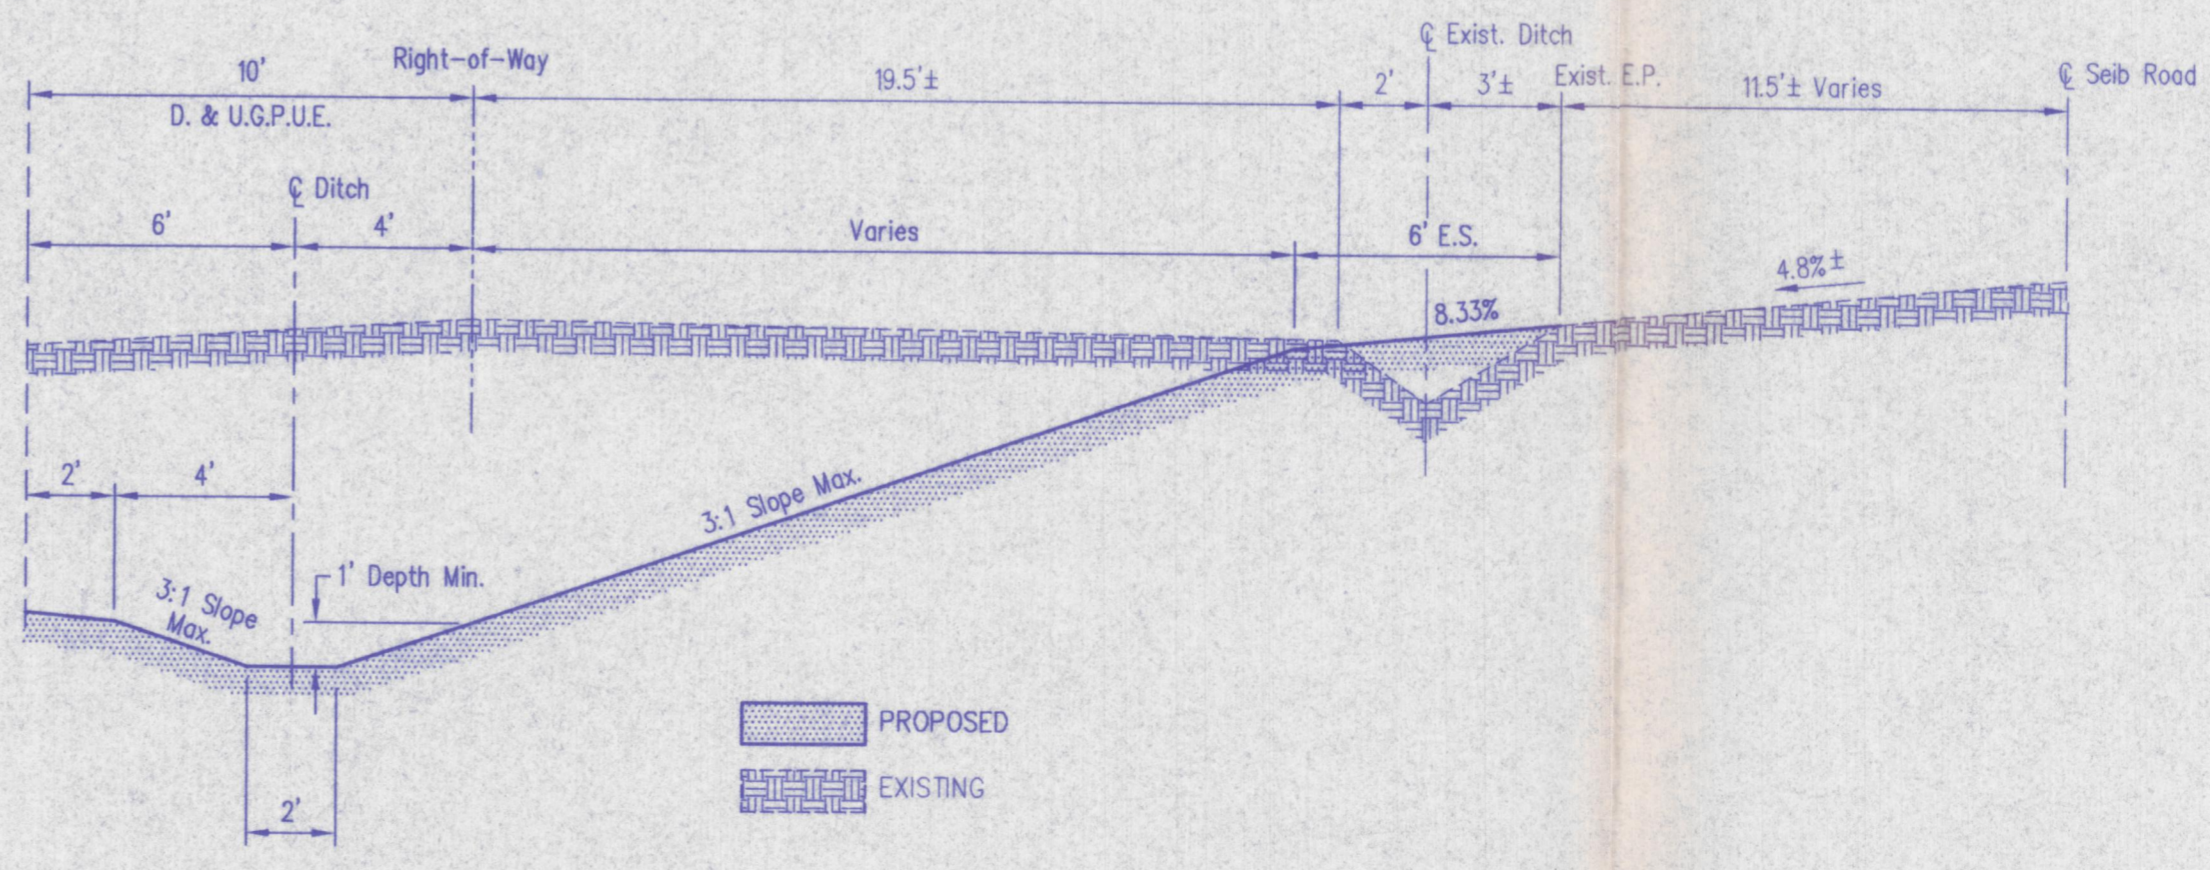 ℄ Exist. Ditch
Right-of-Way
10'
19.5'±
2'
3'±
Exist. E.P.
11.5'± Varies
℄ Seib Road
D. & U.G.P.U.E.
℄ Ditch
6'
4'
Varies
6' E.S.
4.8%±
8.33%
2'
4'
3:1 Slope Max.
1' Depth Min.
3:1 Slope
Max.
PROPOSED
EXISTING
2'